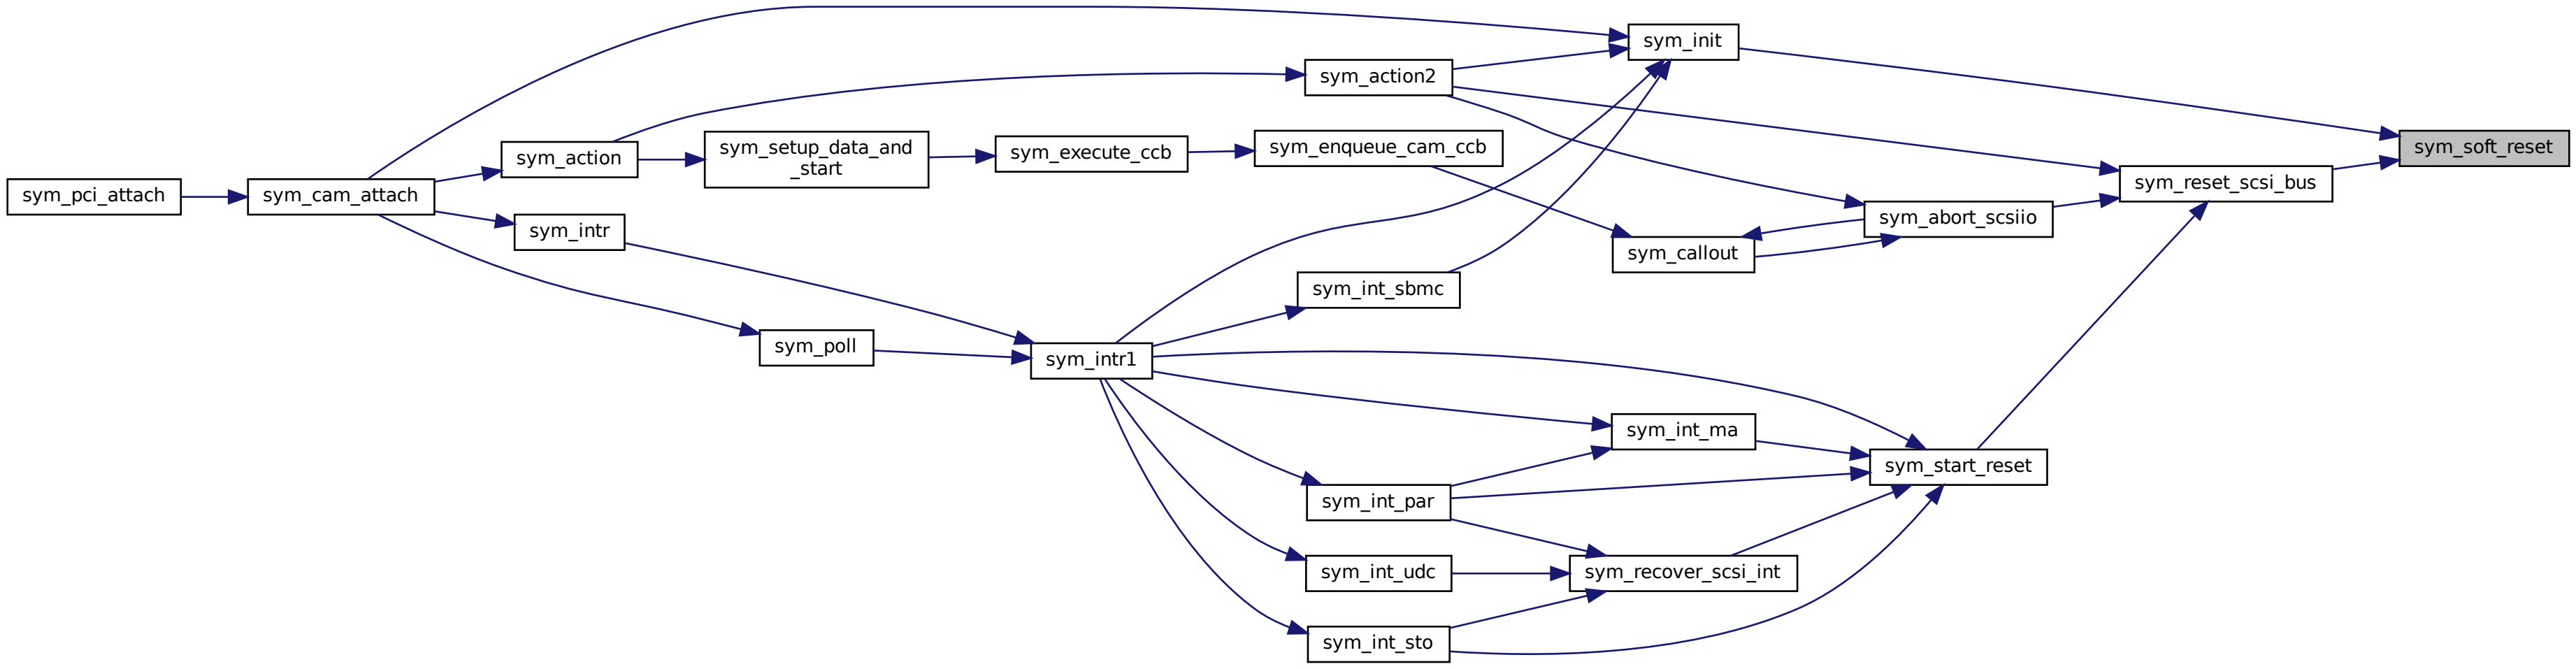 sym_init
sym_action2
sym_soft_reset
sym_setup_data_and
_start
sym_execute_ccb
sym_enqueue_cam_ccb
sym_action
sym_reset_scsi_bus
sym_pci_attach
sym_cam_attach
sym_abort_scsiio
sym_intr
sym_callout
sym_int_sbmc
sym_poll
sym_intr1
sym_int_ma
sym_start_reset
sym_int_par
sym_int_udc
sym_recover_scsi_int
sym_int_sto